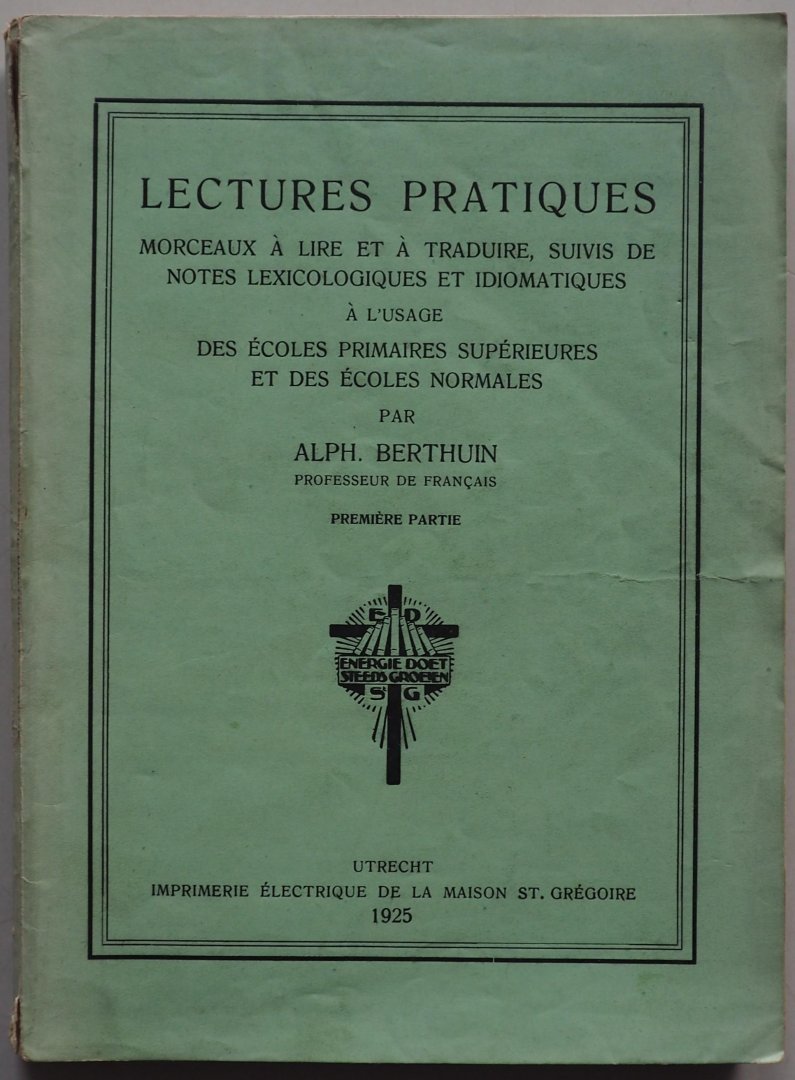 LECTURES PRATIQUES
MORCEAUX À LIRE ET À TRADUIRE, SUIVIS DE
NOTES LEXICOLOGIQUES ET IDIOMATIQUES
À L'USAGE
DES ÉCOLES PRIMAIRES SUPÉRIEURES
ET DES ÉCOLES NORMALES
PAR
ALPH. BERTHUIN
PROFESSEUR DE FRANÇAIS
PREMIÈRE PARTIE
E D
ENERGIE DOET
STEEDS GROEIEN
S G
UTRECHT
IMPRIMERIE ÉLECTRIQUE DE LA MAISON ST. GRÉGOIRE
1925